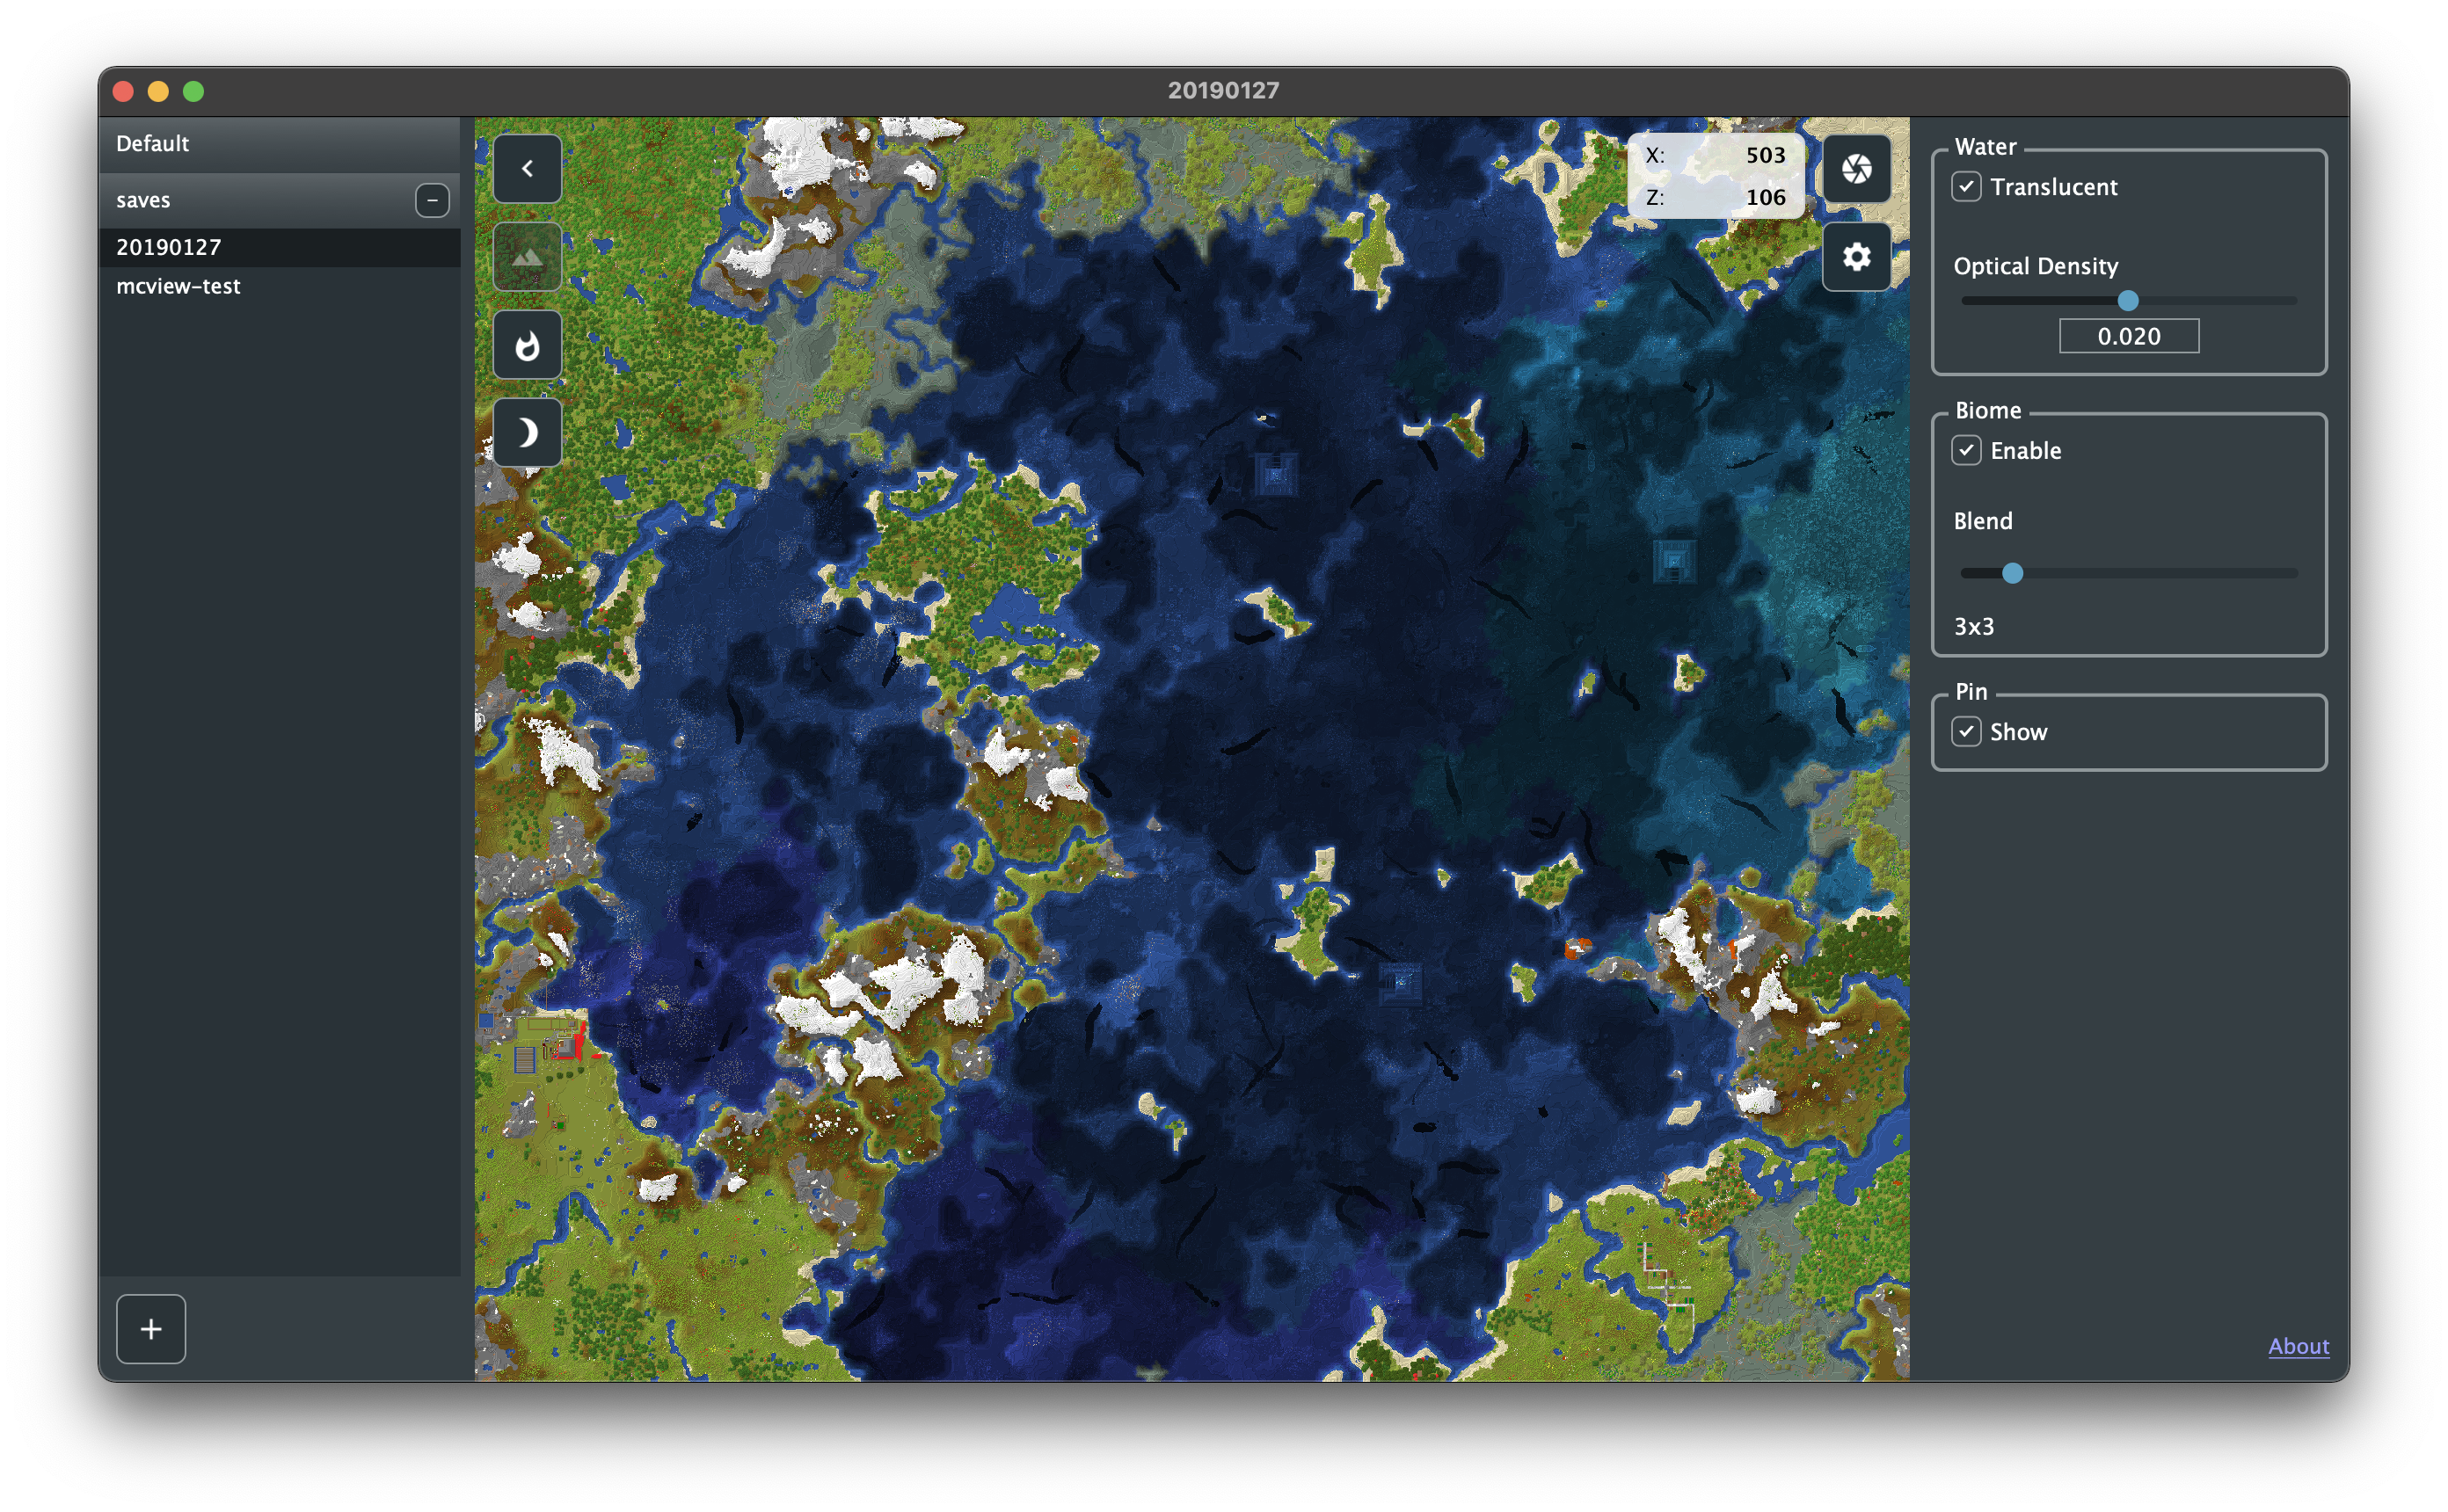 20190127
Default
saves
20190127
mcview-test
X: 503
Z: 106
Water
Translucent
Optical Density
0.020
Biome
Enable
Blend
3x3
Pin
Show
About